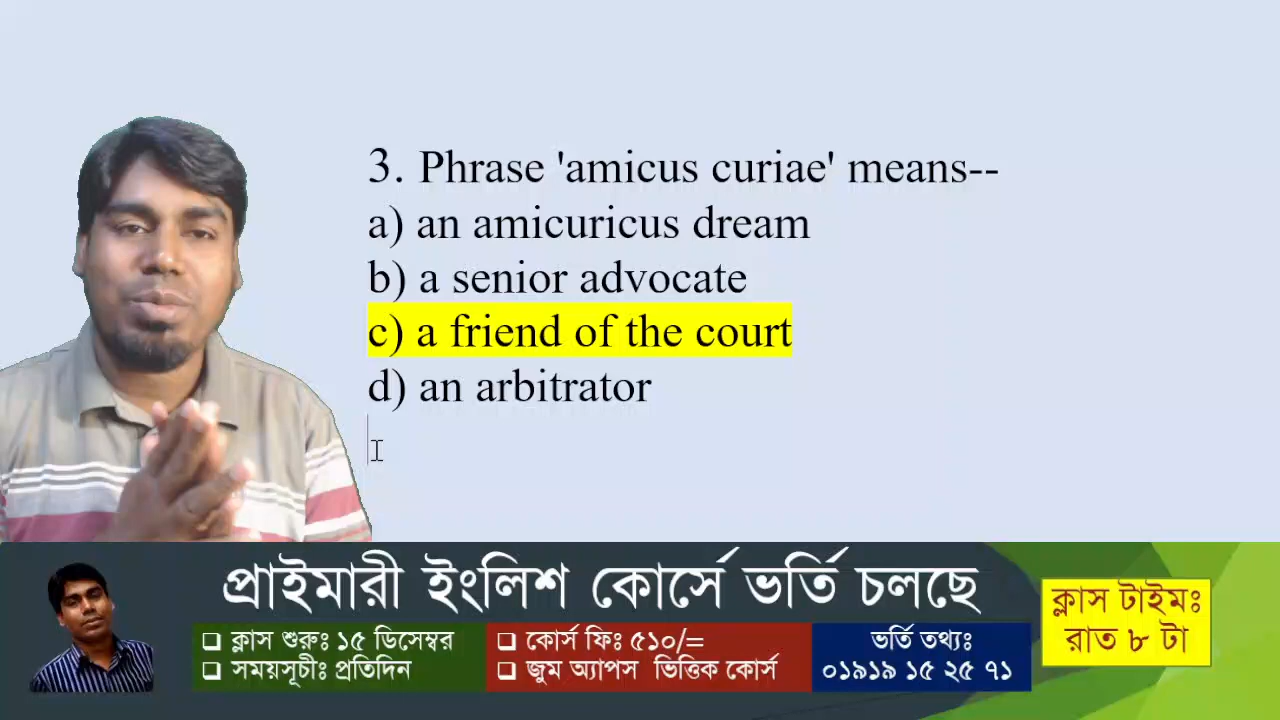 3. Phrase 'amicus curiae' means--
a) an amicuricus dream
b) a senior advocate
c) a friend of the court
d) an arbitrator
প্রাইমারী ইংলিশ কোর্সে ভর্তি চলছে
ক্লাস শুরুঃ ১৫ ডিসেম্বর
সময়সূচীঃ প্রতিদিন
কোর্স ফিঃ ৫১০/=
জুম অ্যাপস ভিত্তিক কোর্স
ভর্তি তথ্যঃ
০১৯১৯ ১৫ ২৫ ৭১
ক্লাস টাইমঃ
রাত ৮ টা